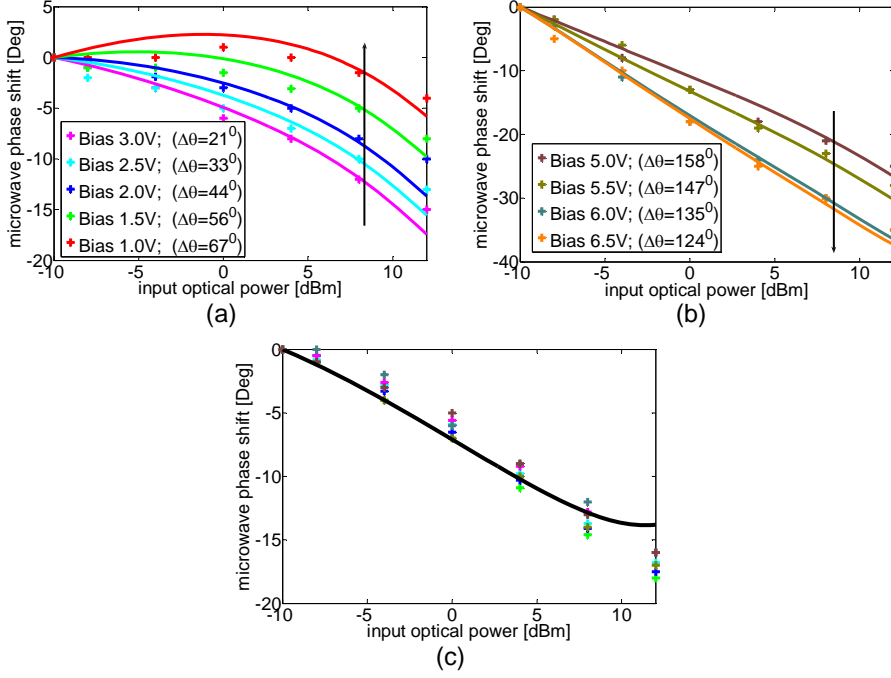 5
0
-5
-10
-15
-20
-10
-5
0
5
10
microwave phase shift [Deg]
input optical power [dBm]
Bias 3.0V; (Δθ=21⁰)
Bias 2.5V; (Δθ=33⁰)
Bias 2.0V; (Δθ=44⁰)
Bias 1.5V; (Δθ=56⁰)
Bias 1.0V; (Δθ=67⁰)
(a)
0
-10
-20
-30
-40
-10
-5
0
5
10
microwave phase shift [Deg]
input optical power [dBm]
Bias 5.0V; (Δθ=158⁰)
Bias 5.5V; (Δθ=147⁰)
Bias 6.0V; (Δθ=135⁰)
Bias 6.5V; (Δθ=124⁰)
(b)
0
-5
-10
-15
-20
-10
-5
0
5
10
microwave phase shift [Deg]
input optical power [dBm]
(c)